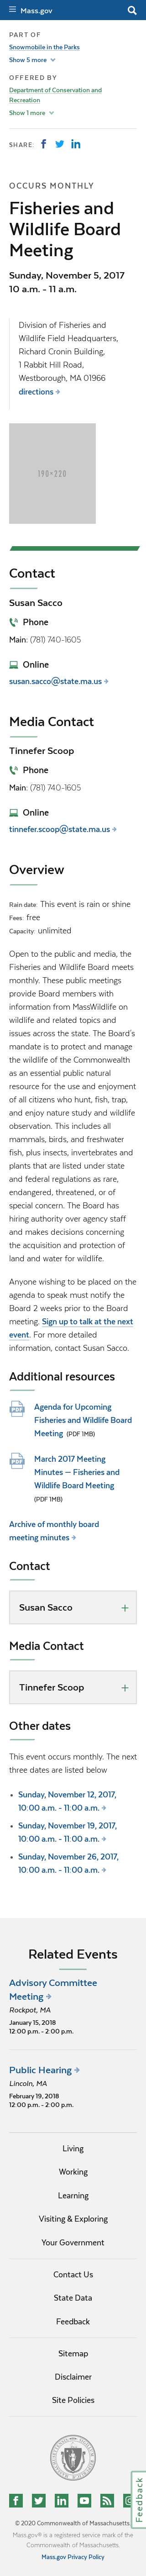 Mass.gov
PART OF
Snowmobile in the Parks
Show 5 more
OFFERED BY
Department of Conservation and
Recreation
Show 1 more
SHARE
OCCURS MONTHLY
Fisheries and
Wildlife Board
Meeting
Sunday, November 5, 2017
10 a.m. - 11 a.m.
Division of Fisheries and
Wildlife Field Headquarters,
Richard Cronin Building,
1 Rabbit Hill Road,
Westborough, MA 01966
directions
190×220
Contact
Susan Sacco
Phone
Main: (781) 740-1605
Online
susan.sacco@state.ma.us
Media Contact
Tinnefer Scoop
Phone
Main: (781) 740-1605
Online
tinnefer.scoop@state.ma.us
Overview
Rain date: This event is rain or shine
Fees: free
Capacity: unlimited
Open to the public and media, the
Fisheries and Wildlife Board meets
monthly. These public meetings
provide Board members with
information from MassWildlife on
wildlife related topics and other
issues across the state. The Board's
mandate is to protect and manage
wildlife of the Commonwealth
as an essential public natural
resource for the use and enjoyment
of all citizens who hunt, fish, trap,
and enjoy nature study and wildlife
observation. This includes all
mammals, birds, and freshwater
fish, plus insects, invertebrates and
plants that are listed under state
and federal regulations as rare,
endangered, threatened, or of
special concern. The Board has
hiring authority over agency staff
and makes decisions concerning
the acquisition and protection of
land and use for wildlife.
Anyone wishing to be placed on the
agenda must must notify the
Board 2 weeks prior to the Board
meeting. Sign up to talk at the next
event. For more detailed
information, contact Susan Sacco.
Additional resources
Agenda for Upcoming
Fisheries and Wildlife Board
Meeting (PDF 1MB)
March 2017 Meeting
Minutes — Fisheries and
Wildlife Board Meeting
(PDF 1MB)
Archive of monthly board
meeting minutes
Contact
Susan Sacco
Media Contact
Tinnefer Scoop
Other dates
This event occurs monthly. The next
three dates are listed below
Sunday, November 12, 2017,
10:00 a.m. - 11:00 a.m.
Sunday, November 19, 2017,
10:00 a.m. - 11:00 a.m.
Sunday, November 26, 2017,
10:00 a.m. - 11:00 a.m.
Related Events
Advisory Committee
Meeting
Rockport, MA
January 15, 2018
12:00 p.m. - 2:00 p.m.
Public Hearing
Lincoln, MA
February 19, 2018
12:00 p.m. - 2:00 p.m.
Living
Working
Learning
Visiting & Exploring
Your Government
Contact Us
State Data
Feedback
Sitemap
Disclaimer
Site Policies
Feedback
© 2020 Commonwealth of Massachusetts.
Mass.gov® is a registered service mark of the
Commonwealth of Massachusetts.
Mass.gov Privacy Policy